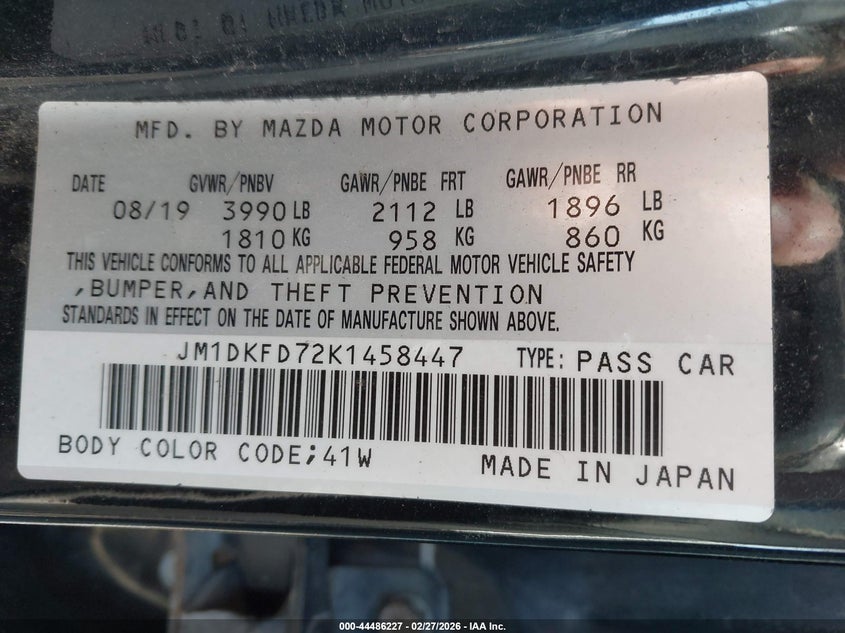 MFD. BY MAZDA MOTOR CORPORATION
DATE GVWR/PNBV GAWR/PNBE FRT GAWR/PNBE RR
08/19 3990 LB 2112 LB 1896 LB
1810 KG 958 KG 860 KG
THIS VEHICLE CONFORMS TO ALL APPLICABLE FEDERAL MOTOR VEHICLE SAFETY
,BUMPER,AND THEFT PREVENTION
STANDARDS IN EFFECT ON THE DATE OF MANUFACTURE SHOWN ABOVE.
JM1DKFD72K1458447 TYPE: PASS CAR
BODY COLOR CODE;41W
MADE IN JAPAN
000-44486227 - 02/27/2026 - IAA Inc.